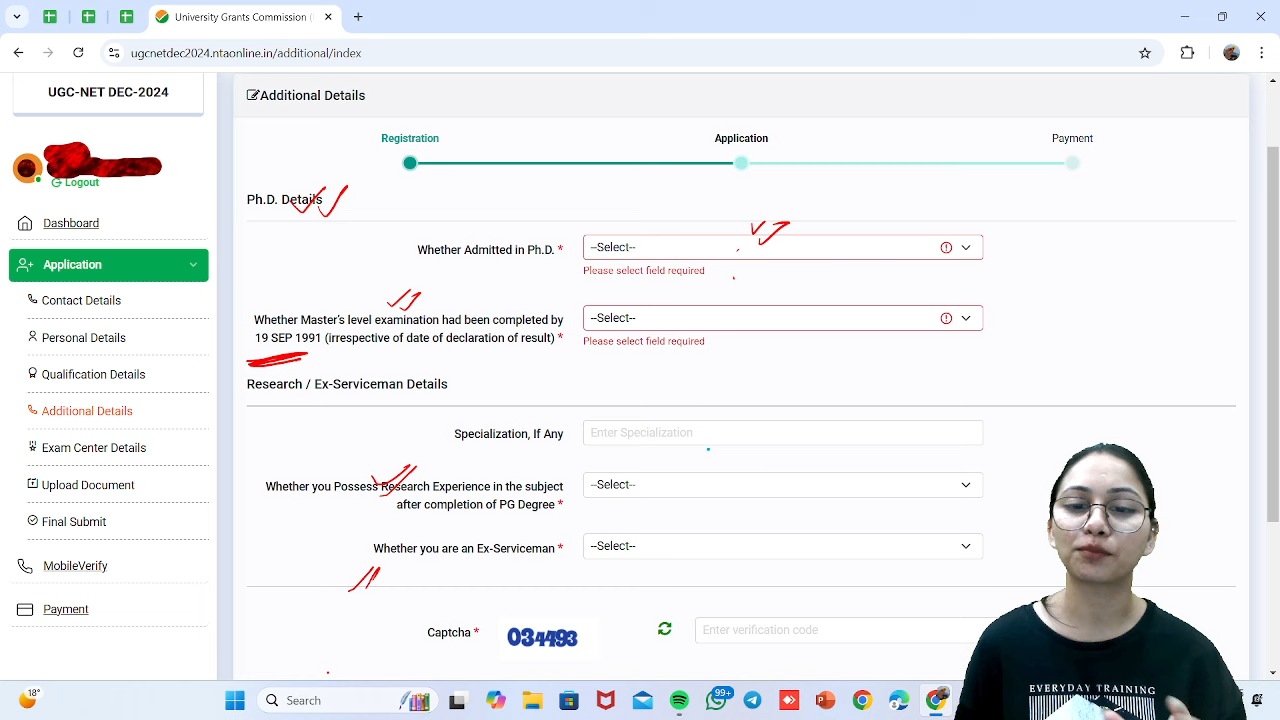 University Grants Commission (
ugcnetdec2024.ntaonline.in/additional/index
UGC-NET DEC-2024
Logout
Dashboard
Application
Contact Details
Personal Details
Qualification Details
Additional Details
Exam Center Details
Upload Document
Final Submit
MobileVerify
Payment
Additional Details
Registration
Application
Payment
Ph.D. Details
Whether Admitted in Ph.D. *
--Select--
Please select field required
Whether Master's level examination had been completed by
19 SEP 1991 (irrespective of date of declaration of result) *
--Select--
Please select field required
Research / Ex-Serviceman Details
Specialization, If Any
Enter Specialization
Whether you Possess Research Experience in the subject
after completion of PG Degree *
--Select--
Whether you are an Ex-Serviceman *
--Select--
Captcha *
034493
Enter verification code
EVERYDAY TRAINING
18°
Search
99+